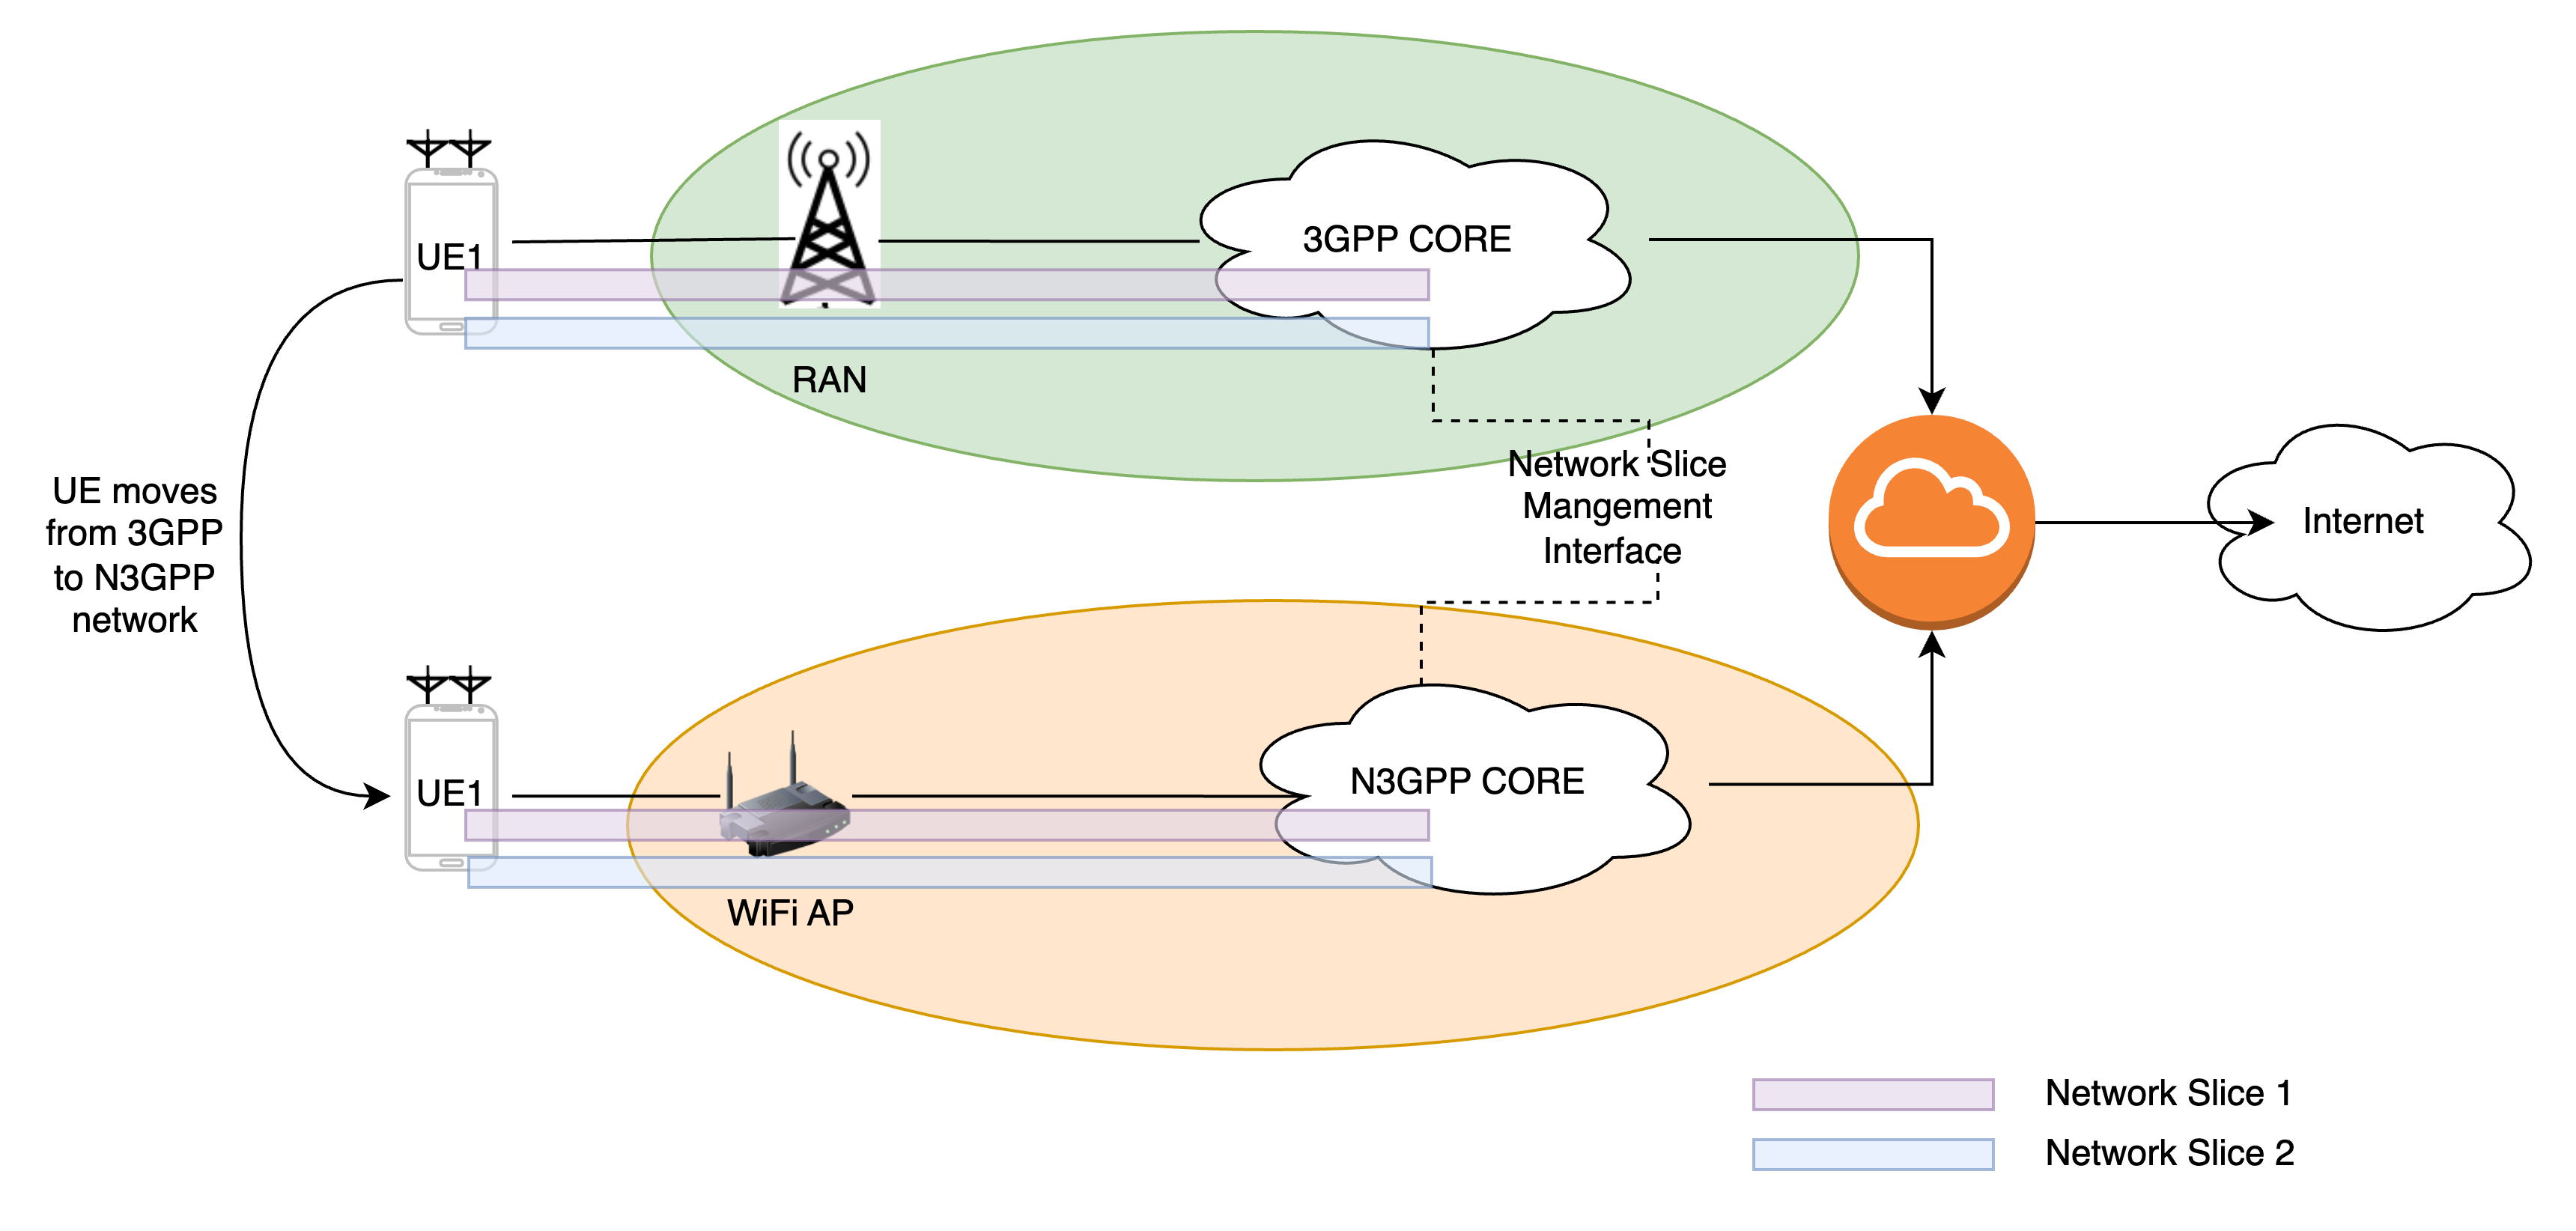 UE1
3GPP CORE
RAN
UE moves
from 3GPP
to N3GPP
network
Network Slice
Mangement
Interface
Internet
UE1
N3GPP CORE
WiFi AP
Network Slice 1
Network Slice 2